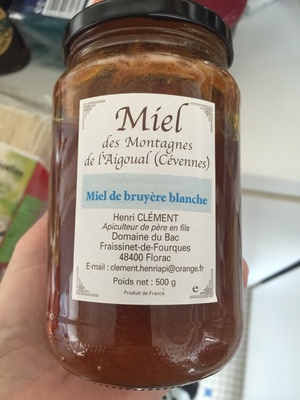 Miel
des Montagnes
de l'Aigoual (Cévennes)
Miel de bruyère blanche
Henri CLÉMENT
Apiculteur de père en fils
Domaine du Bac
Fraissinet-de-Fourques
48400 Florac
E-mail : clement.henriapi@orange.fr
Poids net : 500 g
Produit de France
e